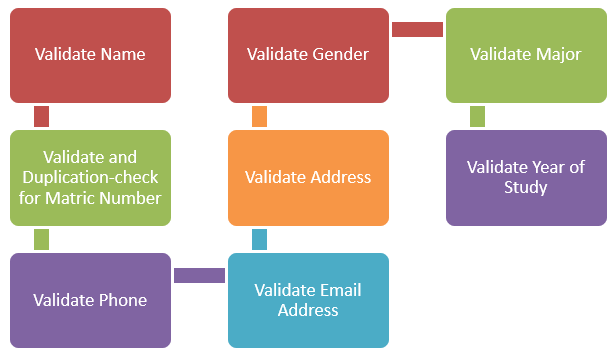 Validate Name
Validate and
Duplication-check
for Matric Number
Validate Phone
Validate Email
Address
Validate Address
Validate Gender
Validate Major
Validate Year of
Study